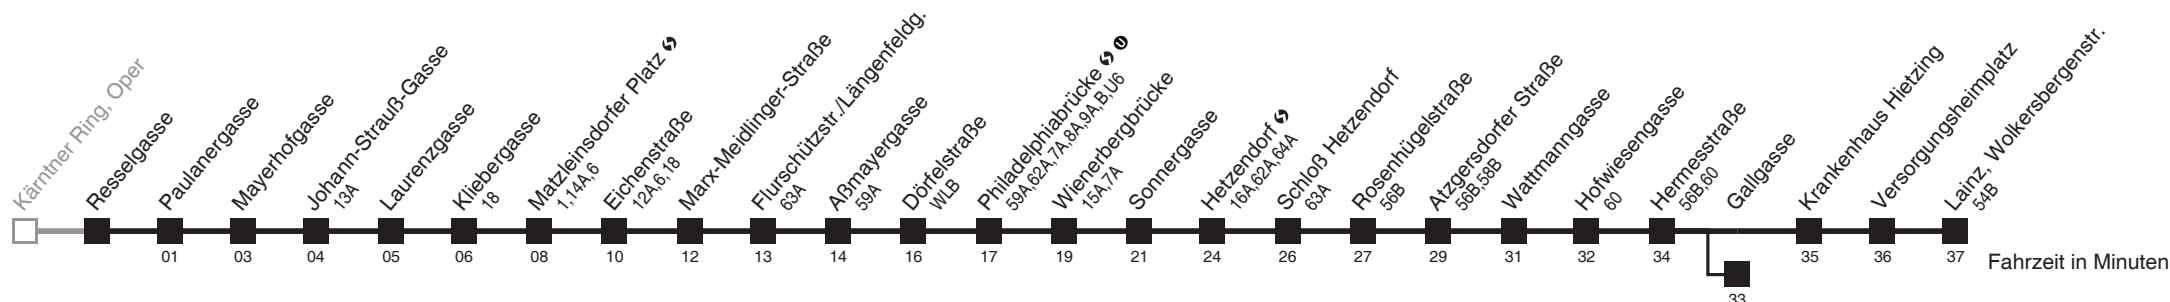 Kärntner Ring, Oper
Resselgasse
Paulanergasse
01
Mayerhofgasse
03
Johann-Strauß-Gasse
13A
04
Laurenzgasse
05
Kliebergasse
18
06
Matzleinsdorfer Platz
1,14A,6
08
Eichenstraße
12A,6,18
10
Marx-Meidlinger-Straße
12
Flurschützstr./Längenfeldg.
63A
13
Aßmayergasse
59A
14
Dörfelstraße
WLB
16
Philadelphiabrücke U
59A,62A,7A,8A,9A,B,U6
17
Wienerbergbrücke
15A,7A
19
Sonnergasse
21
Hetzendorf
16A,62A,64A
24
Schloß Hetzendorf
63A
26
Rosenhügelstraße
56B
27
Atzgersdorfer Straße
56B,58B
29
Wattmanngasse
31
Hofwiesengasse
60
32
Hermesstraße
56B,60
34
Gallgasse
33
Krankenhaus Hietzing
35
Versorgungsheimplatz
36
Lainz, Wolkersbergenstr.
54B
37
Fahrzeit in Minuten